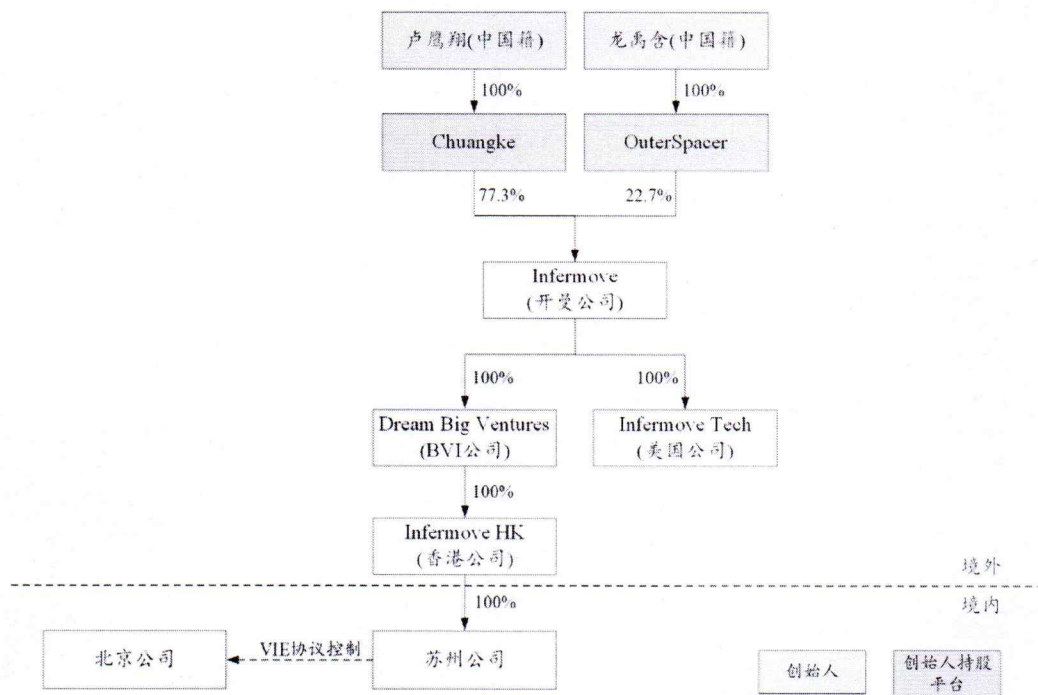 卢鹰翔(中国籍)
龙禹含(中国籍)
100%
100%
Chuangke
OuterSpacer
77.3%
22.7%
Infermove
(开曼公司)
100%
100%
Dream Big Ventures
(BVI公司)
Infermove Tech
(美国公司)
100%
Infermove HK
(香港公司)
境外
100%
境内
北京公司
VIE协议控制
苏州公司
创始人
创始人持股
平台